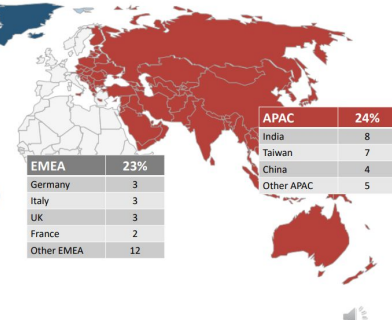 APAC 24%
India 8
Taiwan 7
China 4
Other APAC 5
EMEA 23%
Germany 3
Italy 3
UK 3
France 2
Other EMEA 12